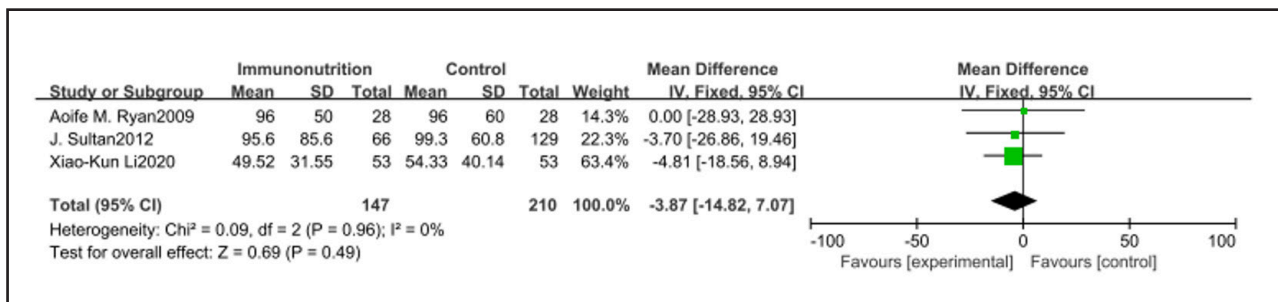 Immunonutrition Control Mean Difference Mean Difference
Study or Subgroup Mean SD Total Mean SD Total Weight IV, Fixed, 95% CI IV, Fixed, 95% CI
Aoife M. Ryan2009 96 50 28 96 60 28 14.3% 0.00 [-28.93, 28.93]
J. Sultan2012 95.6 85.6 66 99.3 60.8 129 22.3% -3.70 [-26.86, 19.46]
Xiao-Kun Li2020 49.52 31.55 53 54.33 40.14 53 63.4% -4.81 [-18.56, 8.94]
Total (95% CI) 147 210 100.0% -3.87 [-14.82, 7.07]
Heterogeneity: Chi² = 0.09, df = 2 (P = 0.96); I² = 0%
Test for overall effect: Z = 0.69 (P = 0.49)
-100 -50 0 50 100
Favours [experimental] Favours [control]